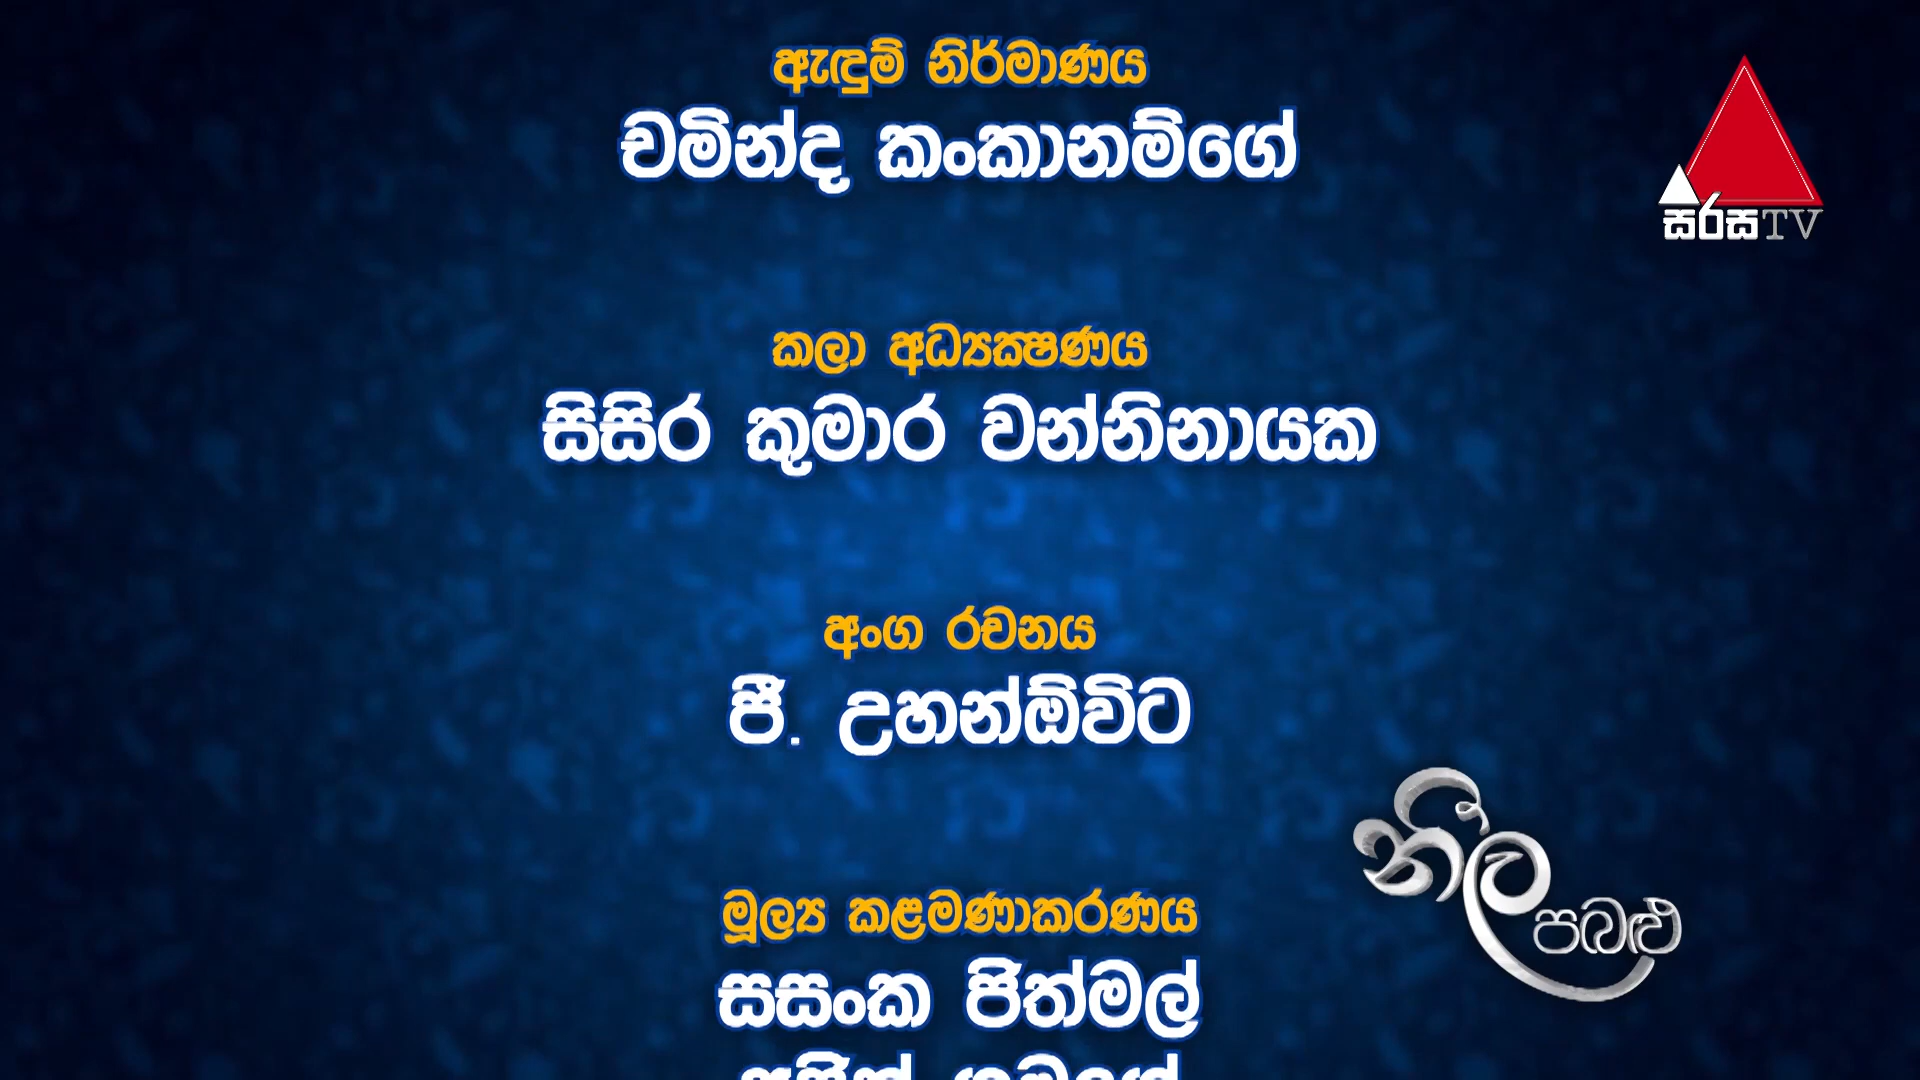 ඇඳුම් නිර්මාණය
චමින්ද කංකානම්ගේ
සරසTV
කලා අධ්‍යක්ෂණය
සිසිර කුමාර වන්නිනායක
අංග රචනය
පී. උහන්ඕවිට
නීල
පබළු
මූල්‍ය කළමණාකරණය
සසංක ජිත්මල්